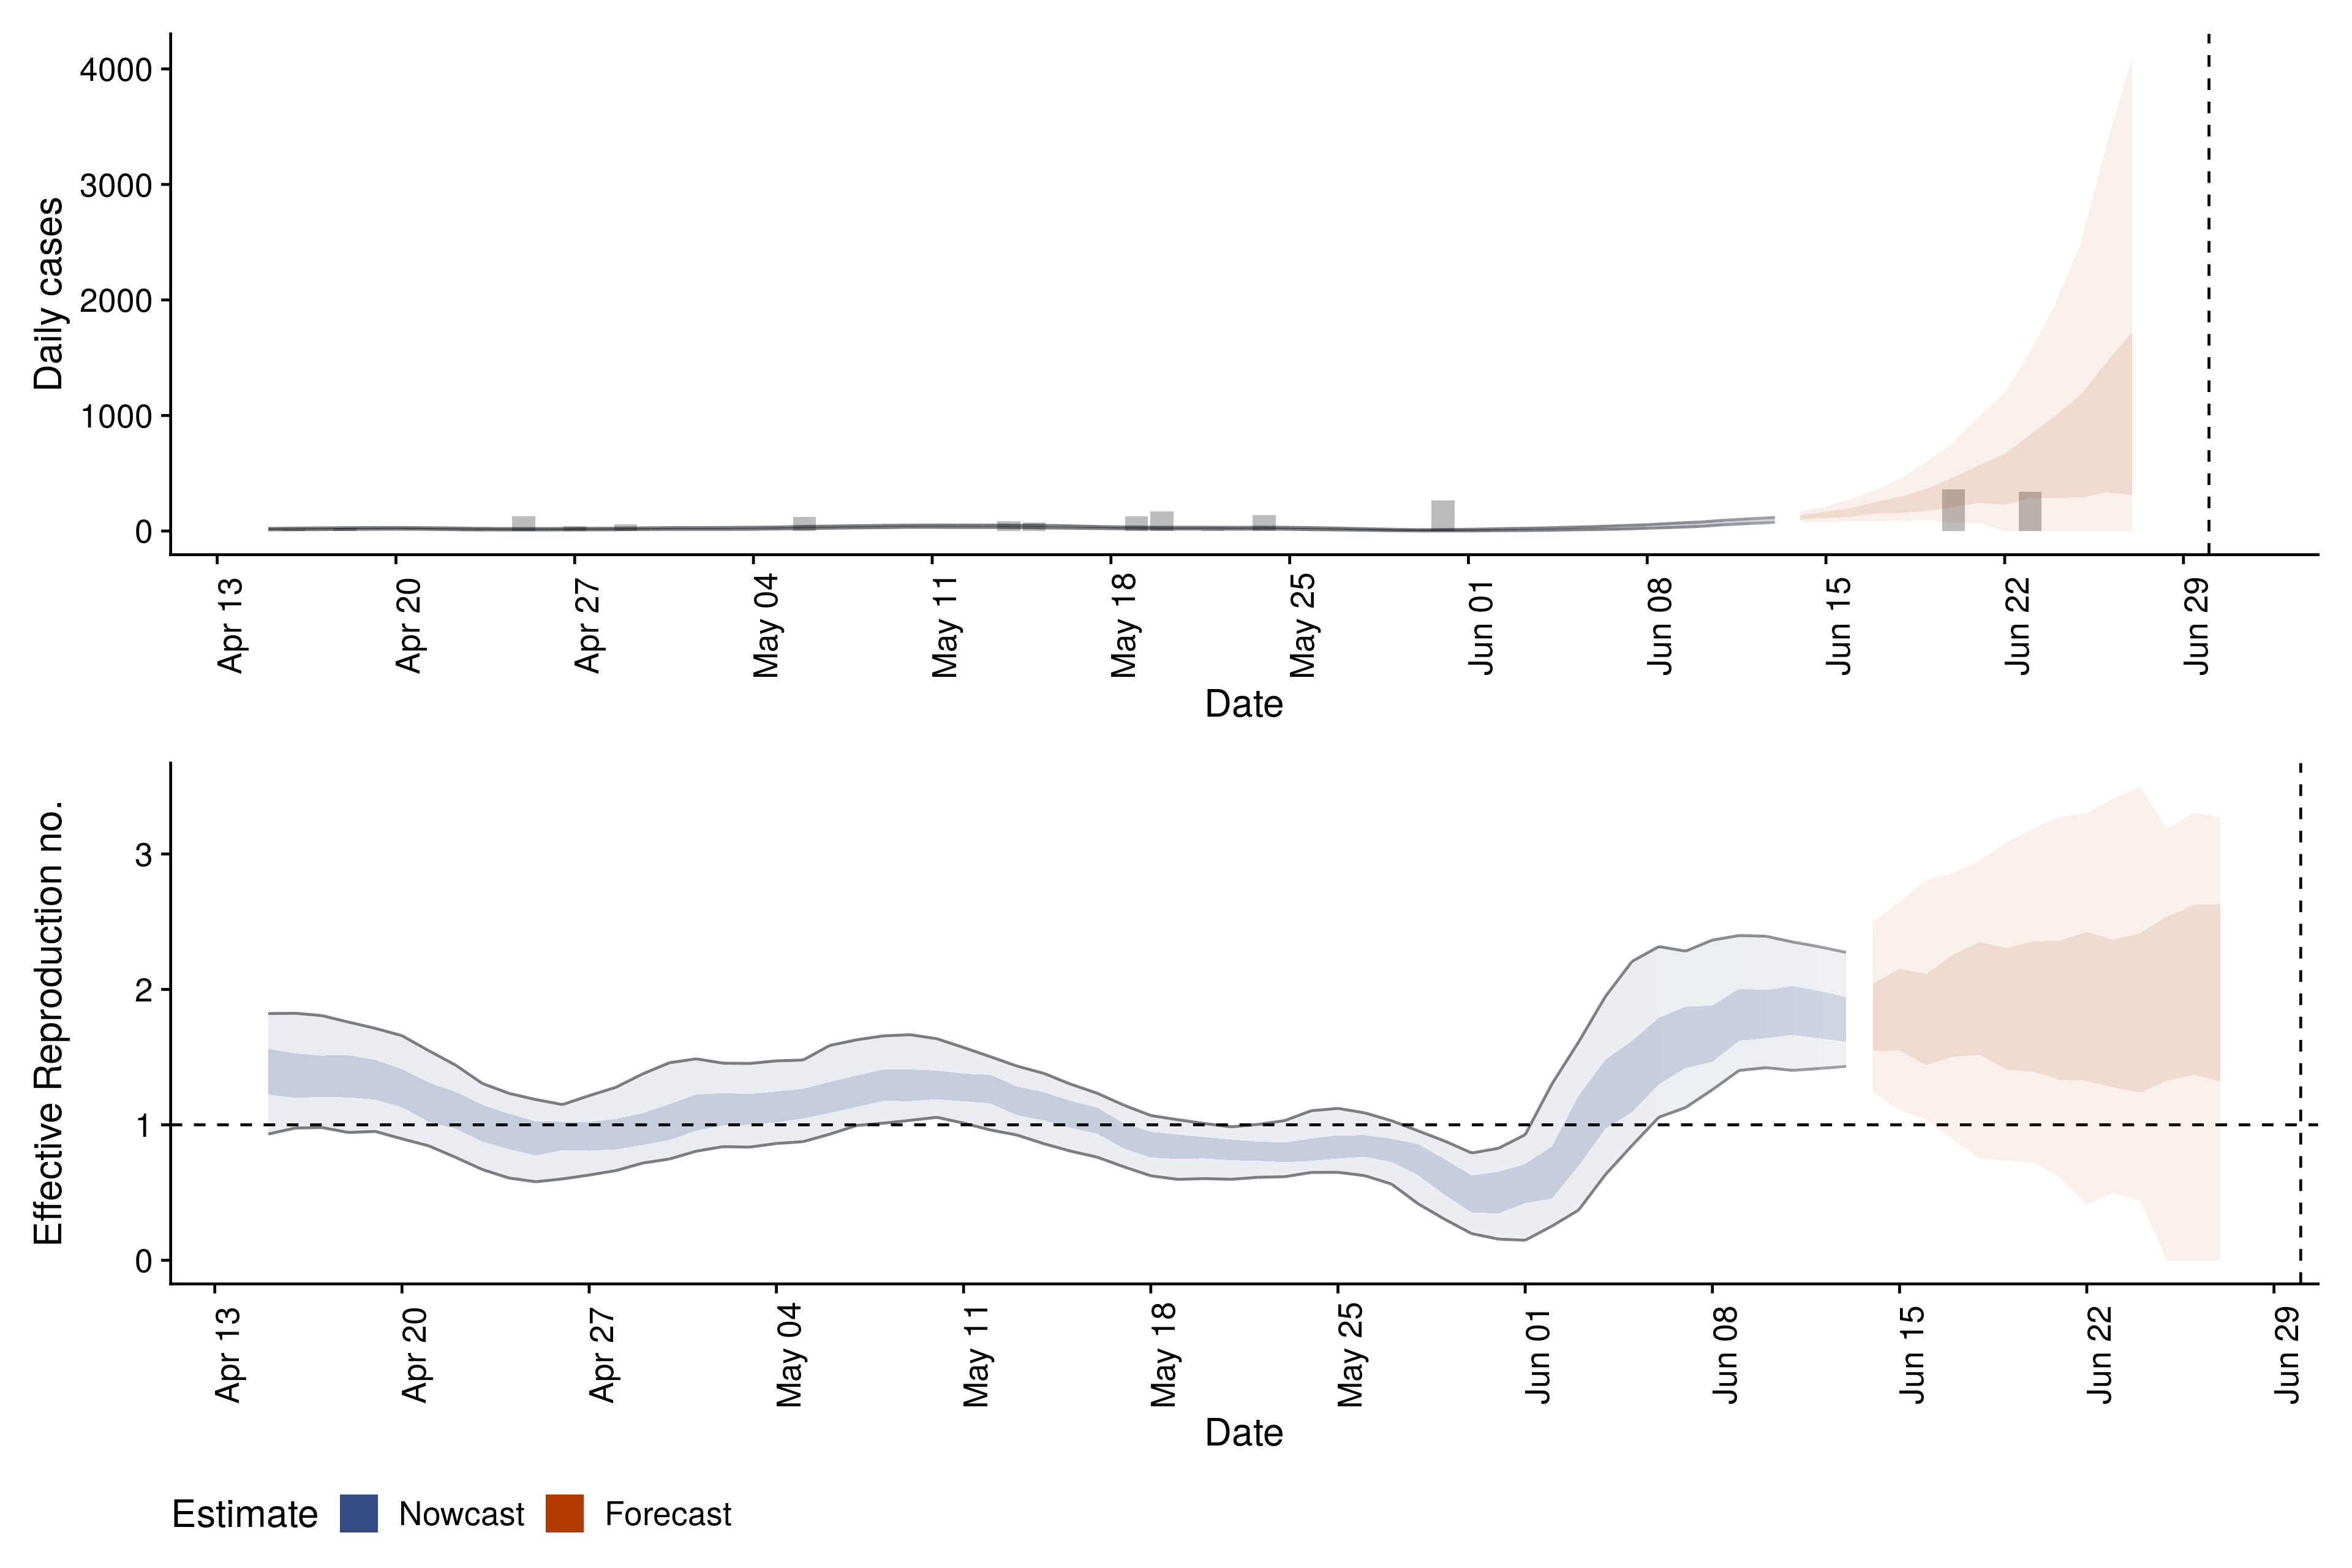 4000
3000
2000
1000
0
Daily cases
Apr 13
Apr 20
Apr 27
May 04
May 11
May 18
May 25
Jun 01
Jun 08
Jun 15
Jun 22
Jun 29
Date
3
2
1
0
Effective Reproduction no.
Apr 13
Apr 20
Apr 27
May 04
May 11
May 18
May 25
Jun 01
Jun 08
Jun 15
Jun 22
Jun 29
Date
Estimate Nowcast Forecast